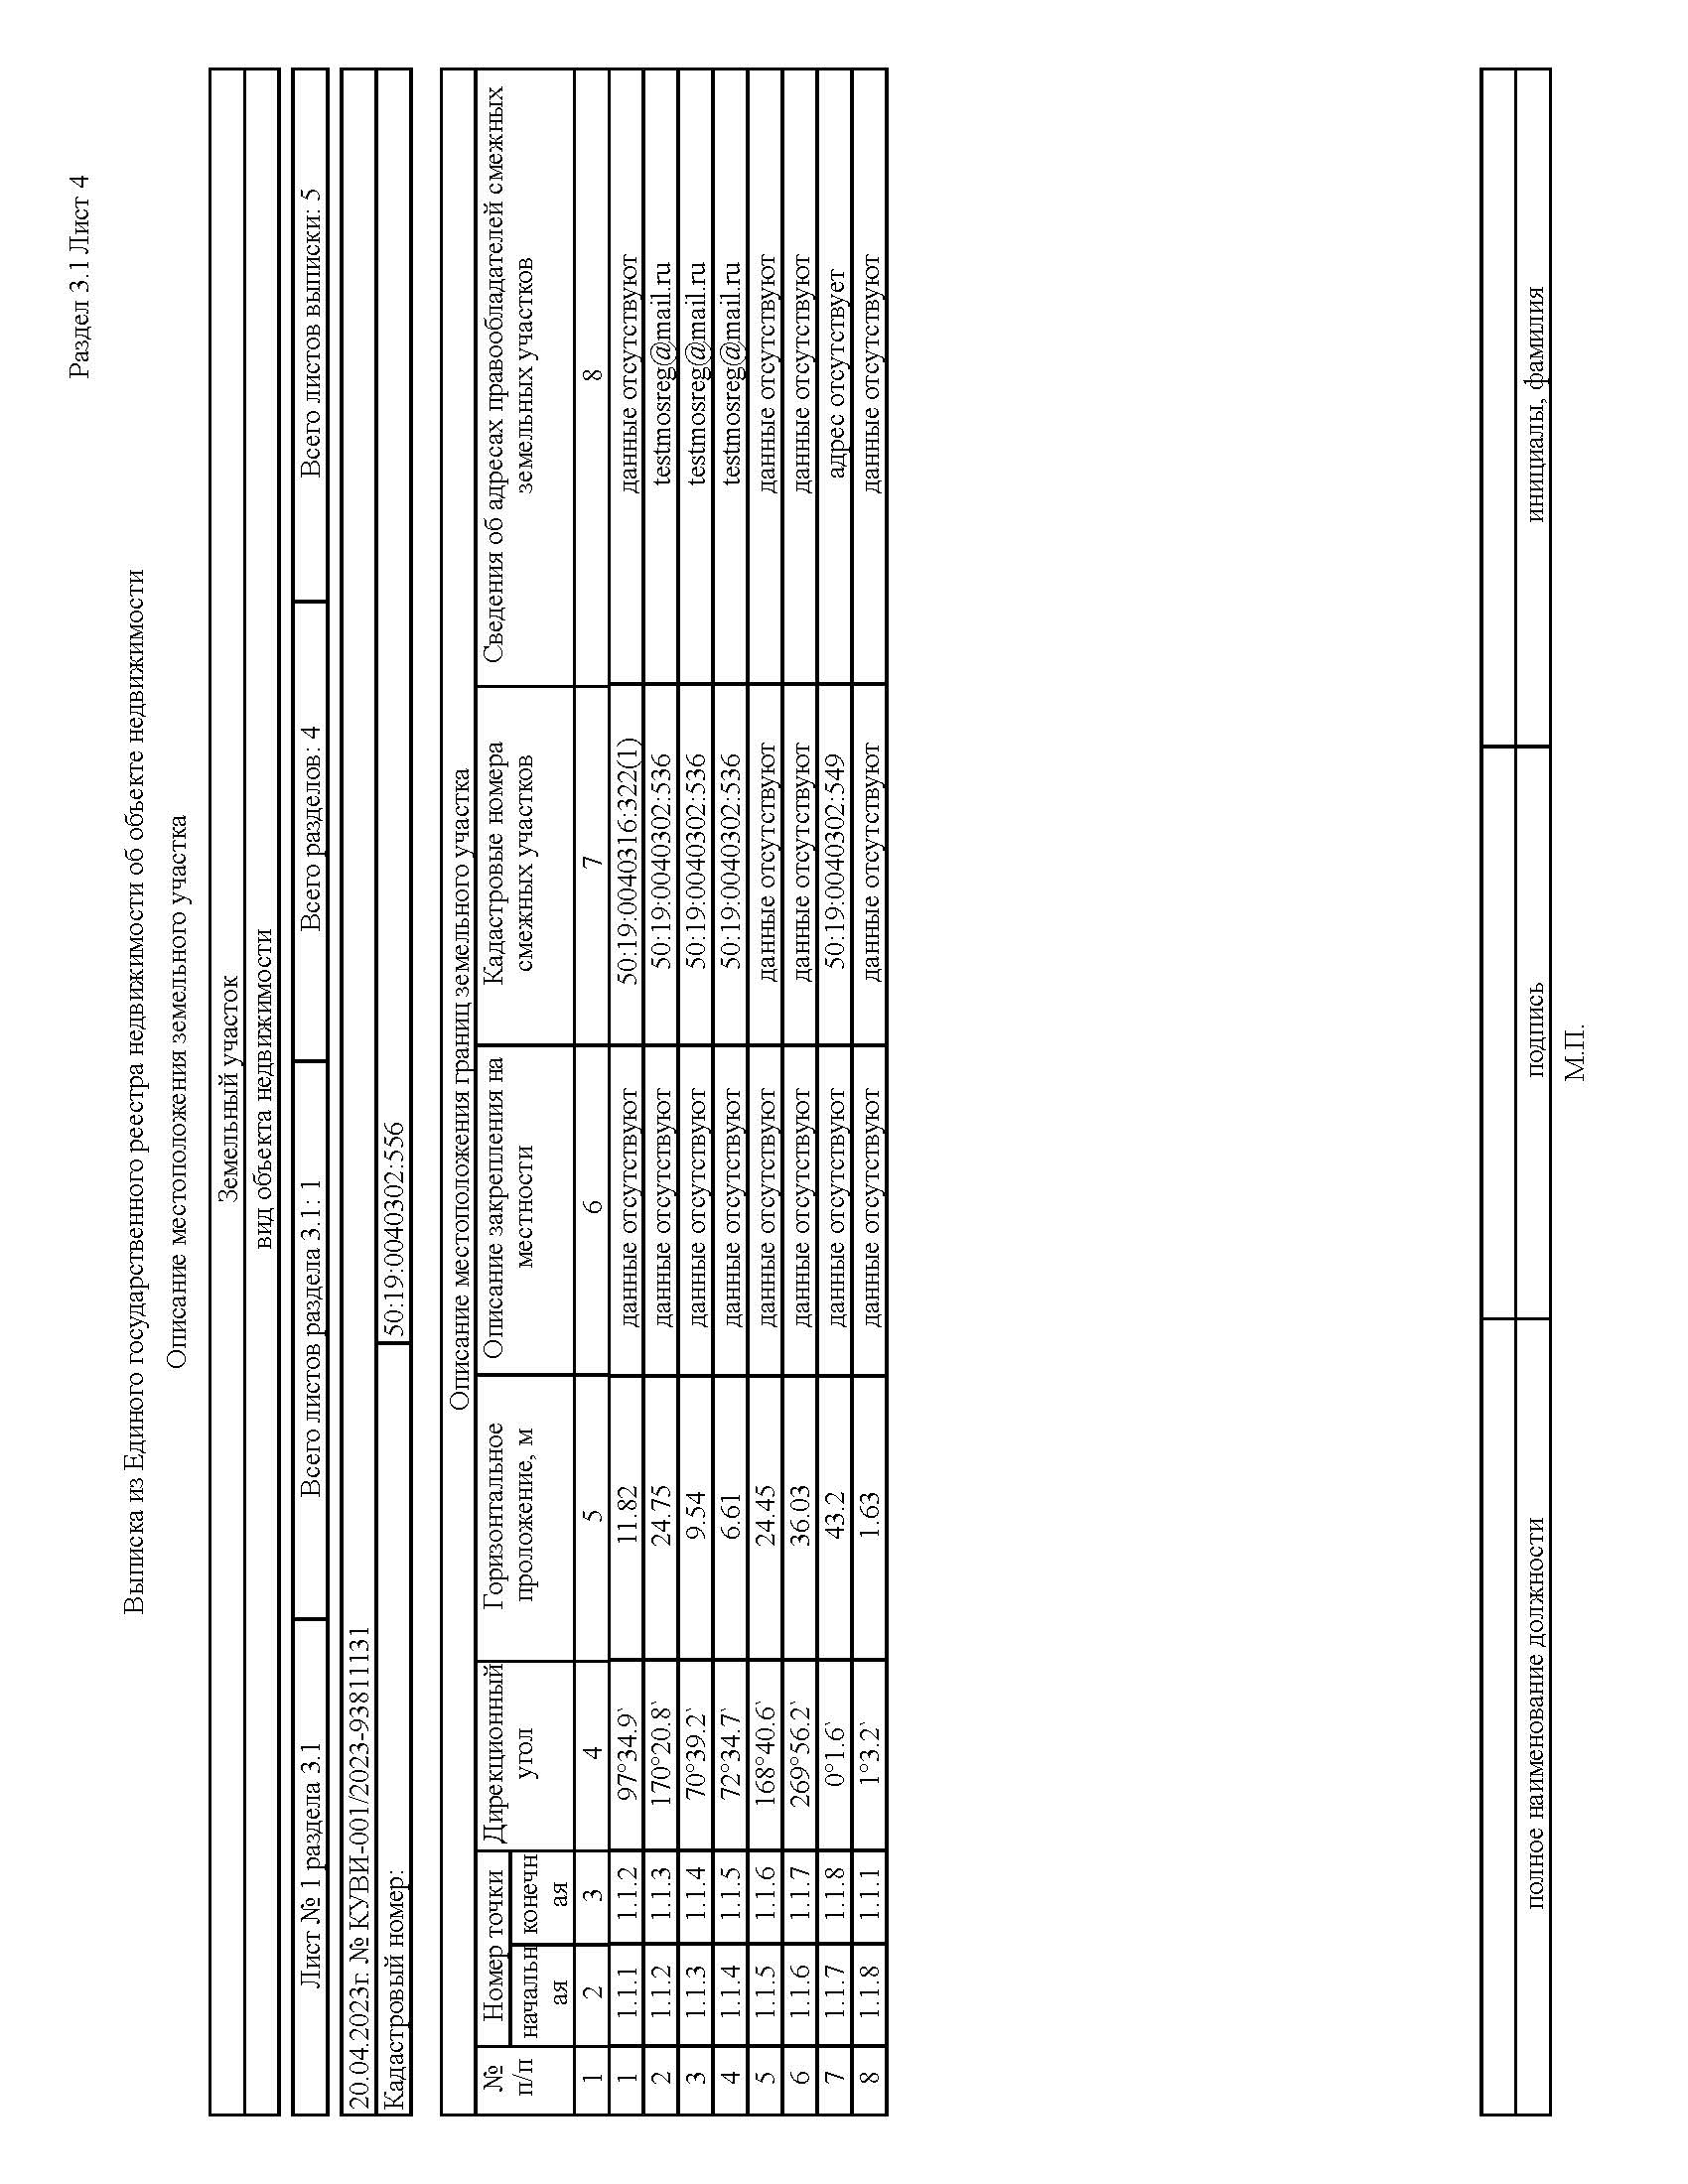 Раздел 3.1 Лист 4
Выписка из Единого государственного реестра недвижимости об объекте недвижимости
Описание местоположения земельного участка
Земельный участок
вид объекта недвижимости
Лист № 1 раздела 3.1 Всего листов раздела 3.1: 1 Всего разделов: 4 Всего листов выписки: 5
20.04.2023г. № КУВИ-001/2023-93811131
Кадастровый номер: 50:19:0040302:556
Описание местоположения границ земельного участка
№ Номер точки Дирекционный Горизонтальное Описание закрепления на Кадастровые номера Сведения об адресах правообладателей смежных
п/п начальн конечн угол проложение, м местности смежных участков земельных участков
ая ая
1 2 3 4 5 6 7 8
1 1.1.1 1.1.2 97°34.9` 11.82 данные отсутствуют 50:19:0040316:322(1) данные отсутствуют
2 1.1.2 1.1.3 170°20.8` 24.75 данные отсутствуют 50:19:0040302:536 testmosreg@mail.ru
3 1.1.3 1.1.4 70°39.2` 9.54 данные отсутствуют 50:19:0040302:536 testmosreg@mail.ru
4 1.1.4 1.1.5 72°34.7` 6.61 данные отсутствуют 50:19:0040302:536 testmosreg@mail.ru
5 1.1.5 1.1.6 168°40.6` 24.45 данные отсутствуют данные отсутствуют данные отсутствуют
6 1.1.6 1.1.7 269°56.2` 36.03 данные отсутствуют данные отсутствуют данные отсутствуют
7 1.1.7 1.1.8 0°1.6` 43.2 данные отсутствуют 50:19:0040302:549 адрес отсутствует
8 1.1.8 1.1.1 1°3.2` 1.63 данные отсутствуют данные отсутствуют данные отсутствуют
полное наименование должности подпись инициалы, фамилия
М.П.